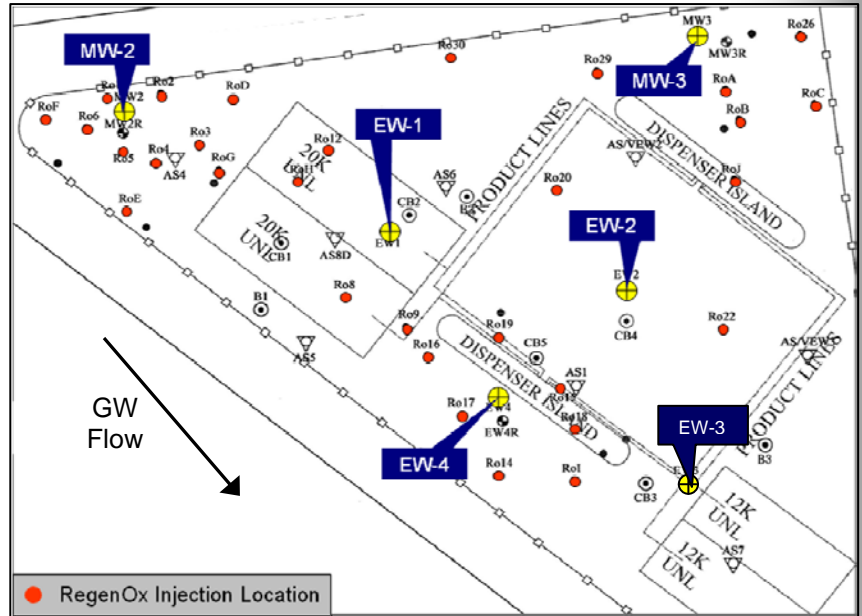 MW3
Ro26
MW-2
Ro30
MW3R
Ro29
MW-3
RoA
Ro2
RoD
MW2
RoC
RoF
Ro6
MW2R
RoB
EW-1
Ro3
Ro12
DISPENSER ISLAND
Ro5
Ro4
AS4
RoG
20K
UNL
RoH
AS6
PRODUCT LINES
AS/VEW2
RoJ
Ro20
CB2
RoE
20K
UNL
EW-2
EW1
CB1
AS8D
EW2
Ro8
B1
Ro9
Ro19
CB4
Ro22
AS5
Ro16
CB5
DISPENSER ISLAND
AS1
PRODUCT LINES
GW
Flow
Ro17
EW4
EW4R
Ro18
EW-3
EW-4
B3
Ro14
RoI
CB3
12K
UNL
12K
UNL
AS7
RegenOx Injection Location